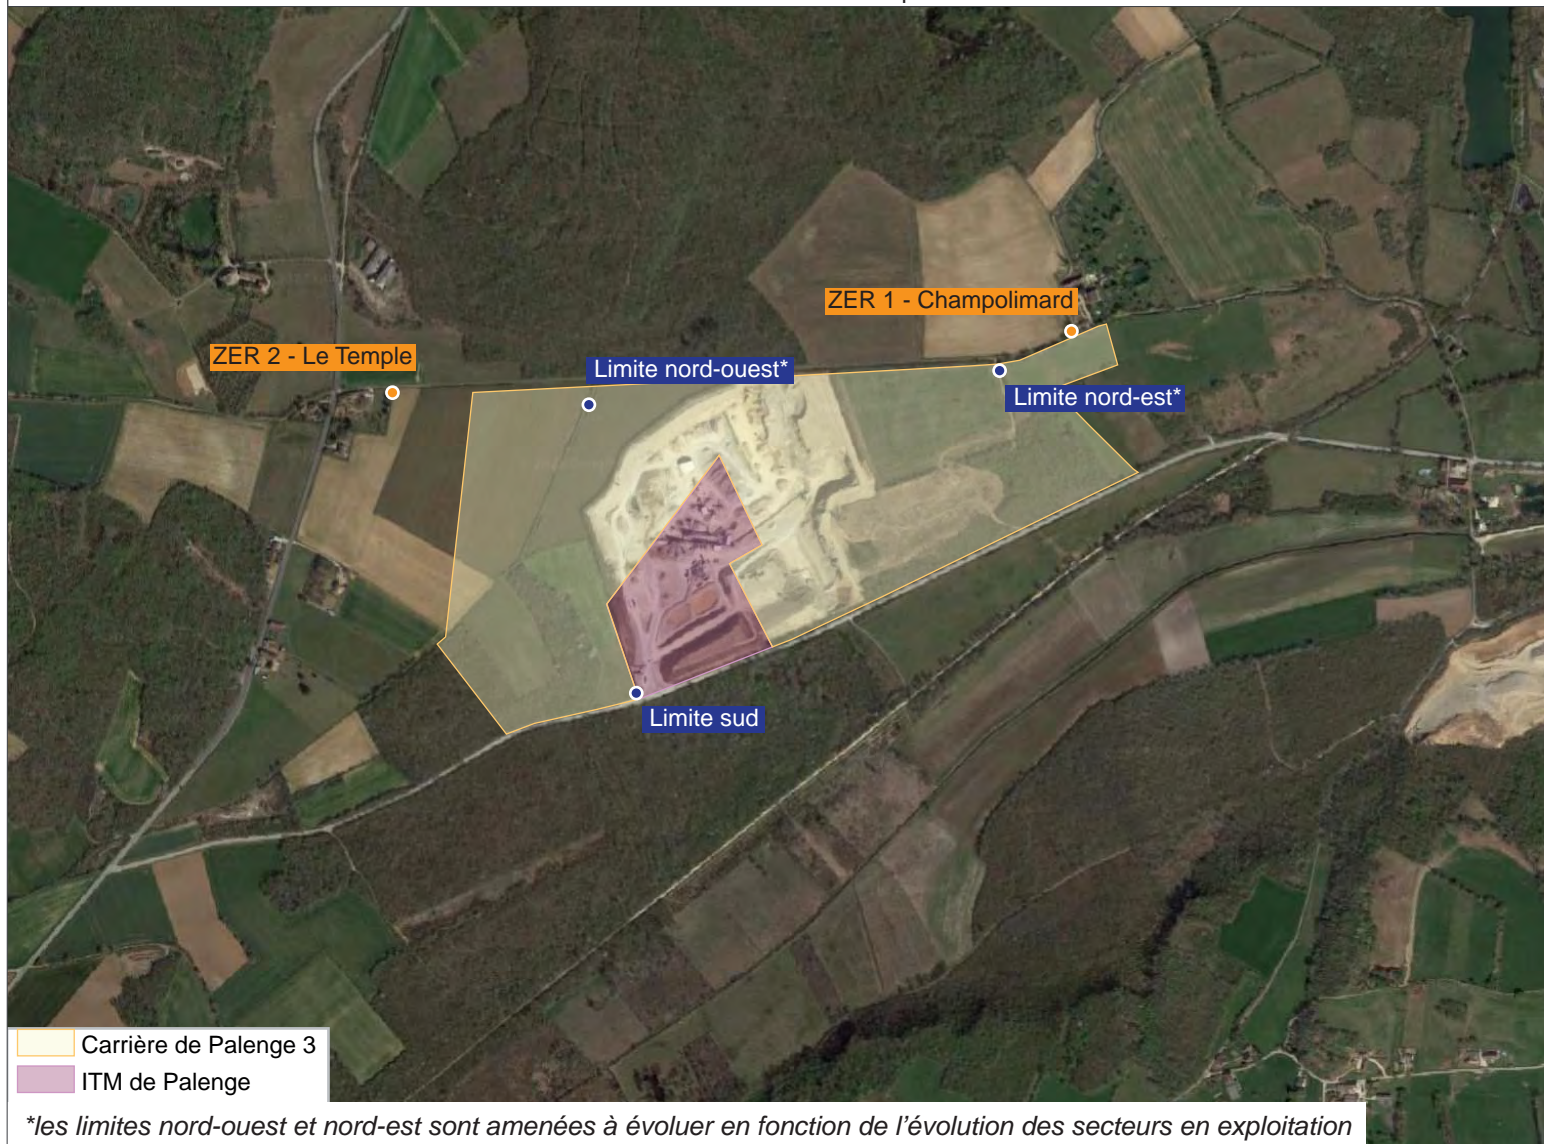 ZER 1 - Champolimard
ZER 2 - Le Temple
Limite nord-ouest*
Limite nord-est*
Limite sud
Carrière de Palenge 3
ITM de Palenge
*les limites nord-ouest et nord-est sont amenées à évoluer en fonction de l'évolution des secteurs en exploitation